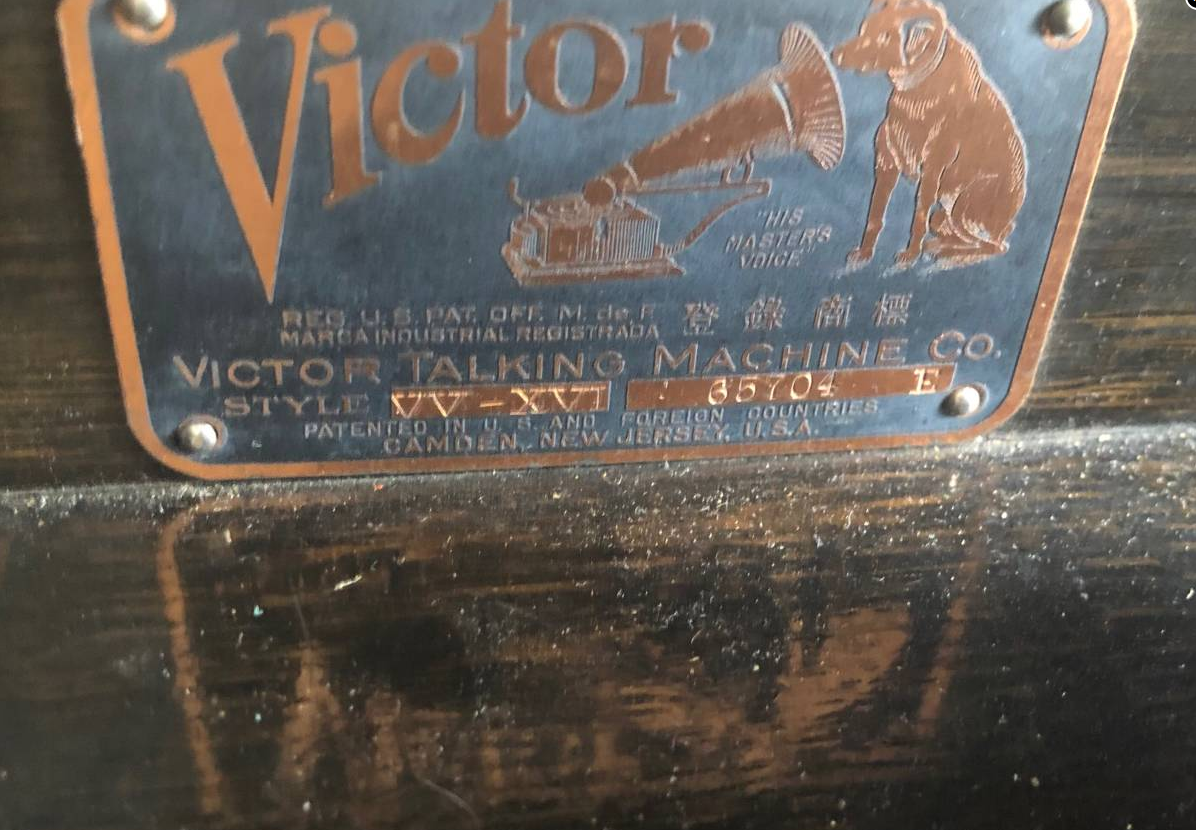 Victor
"HIS
MASTER'S
VOICE"
REG. U.S. PAT. OFF. M. de F. 登錄商標
MARCA INDUSTRIAL REGISTRADA
VICTOR TALKING MACHINE CO.
STYLE VV-XVI 65704 E
PATENTED IN U.S. AND FOREIGN COUNTRIES
CAMDEN, NEW JERSEY, U.S.A.